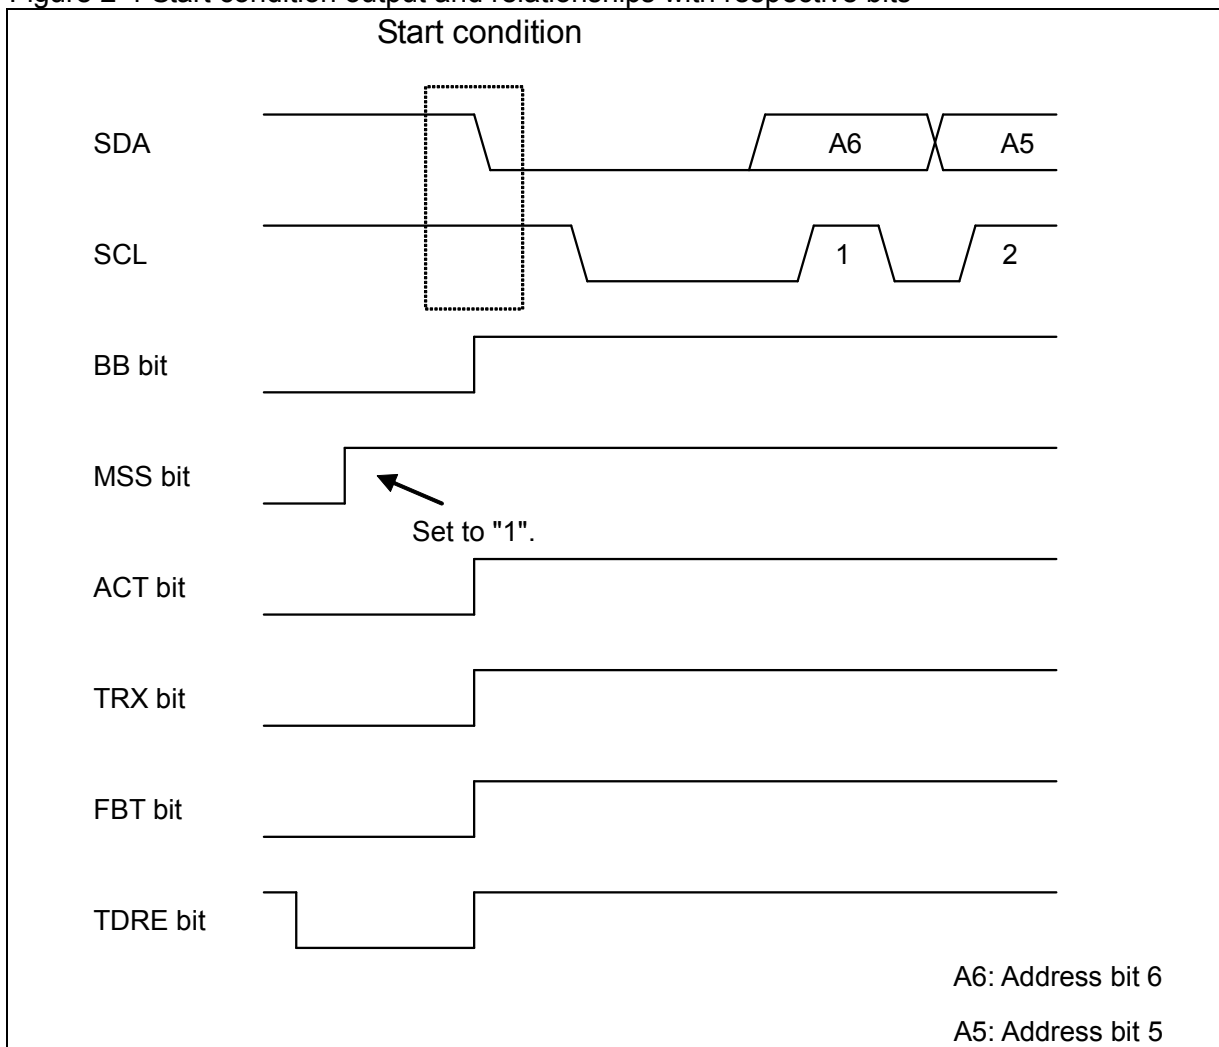 Figure 2-4 Start condition output and relationships with respective bits
Start condition
SDA
A6
A5
SCL
1
2
BB bit
MSS bit
Set to "1".
ACT bit
TRX bit
FBT bit
TDRE bit
A6: Address bit 6
A5: Address bit 5